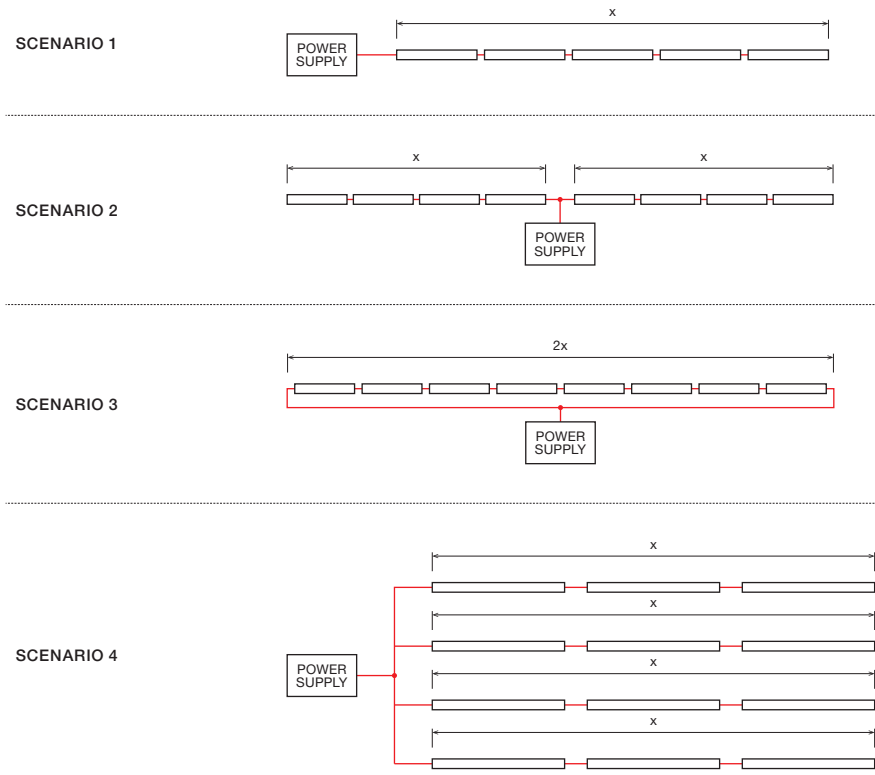 x
SCENARIO 1
POWER
SUPPLY
x
x
SCENARIO 2
POWER
SUPPLY
2x
SCENARIO 3
POWER
SUPPLY
x
x
SCENARIO 4
POWER
SUPPLY
x
x